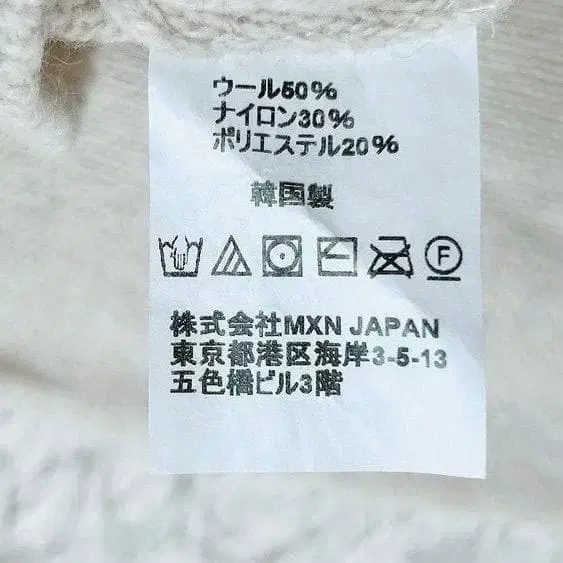 ウール50%
ナイロン30%
ポリエステル20%
韓国製
F
株式会社MXN JAPAN
東京都港区海岸3-5-13
五色橋ビル3階